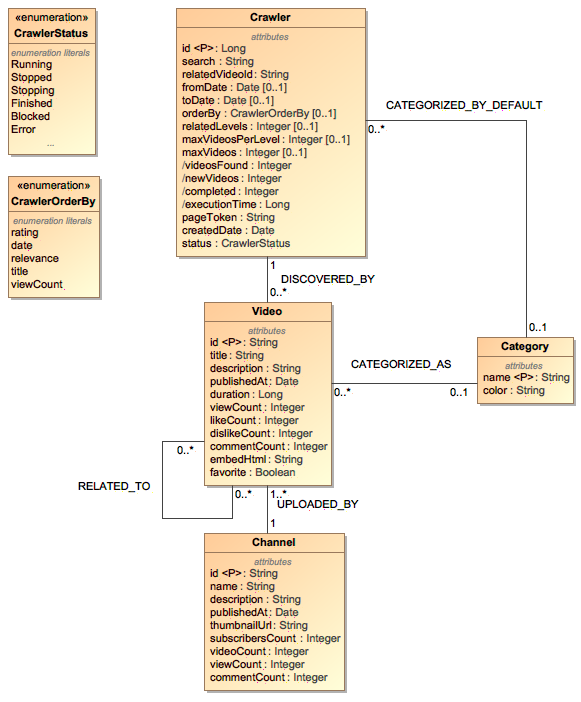 «enumeration»
CrawlerStatus
enumeration literals
Running
Stopped
Stopping
Finished
Blocked
Error
...
«enumeration»
CrawlerOrderBy
enumeration literals
rating
date
relevance
title
viewCount
Crawler
attributes
id <P> : Long
search : String
relatedVideoId : String
fromDate : Date [0..1]
toDate : Date [0..1]
orderBy : CrawlerOrderBy [0..1]
relatedLevels : Integer [0..1]
maxVideosPerLevel : Integer [0..1]
maxVideos : Integer [0..1]
/videosFound : Integer
/newVideos : Integer
/completed : Integer
/executionTime : Long
pageToken : String
createdDate : Date
status : CrawlerStatus
CATEGORIZED_BY_DEFAULT
0..*
0..1
1
DISCOVERED_BY
0..*
Video
attributes
id <P> : String
title : String
description : String
publishedAt : Date
duration : Long
viewCount : Integer
likeCount : Integer
dislikeCount : Integer
commentCount : Integer
embedHtml : String
favorite : Boolean
CATEGORIZED_AS
0..*
0..1
Category
attributes
name <P> : String
color : String
0..*
RELATED_TO
0..*
1..*
UPLOADED_BY
1
Channel
attributes
id <P> : String
name : String
description : String
publishedAt : Date
thumbnailUrl : String
subscribersCount : Integer
videoCount : Integer
viewCount : Integer
commentCount : Integer